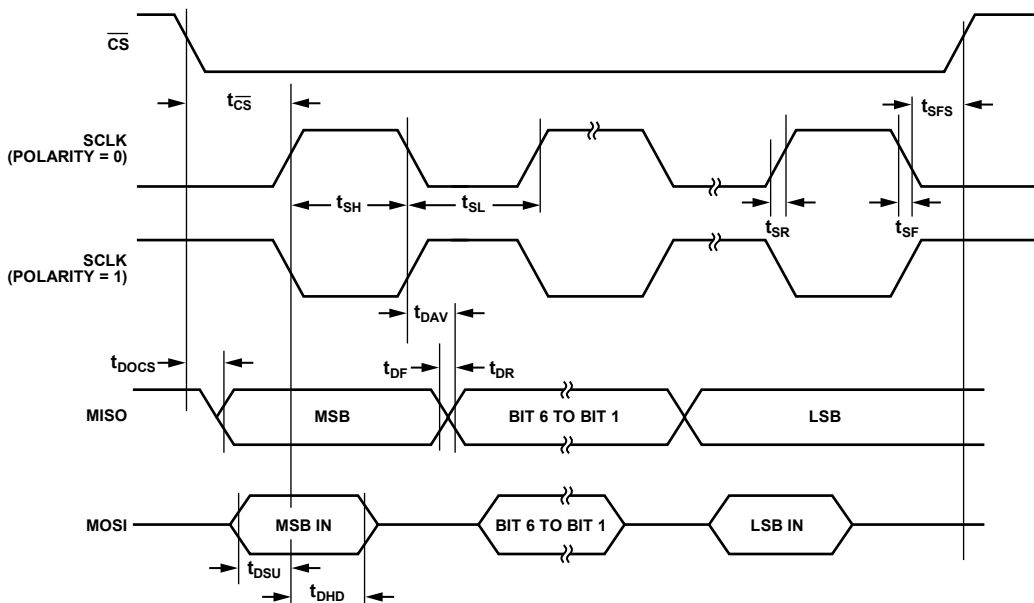 CS
tCS
tSFS
SCLK
(POLARITY = 0)
tSH
tSL
tSR
tSF
SCLK
(POLARITY = 1)
tDAV
tDOCS
tDF
tDR
MISO
MSB
BIT 6 TO BIT 1
LSB
MOSI
MSB IN
BIT 6 TO BIT 1
LSB IN
tDSU
tDHD